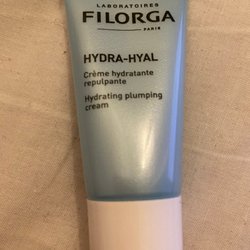 LABORATOIRES
FILORGA
PARIS
HYDRA-HYAL
Crème hydratante
repulpante
Hydrating plumping
cream